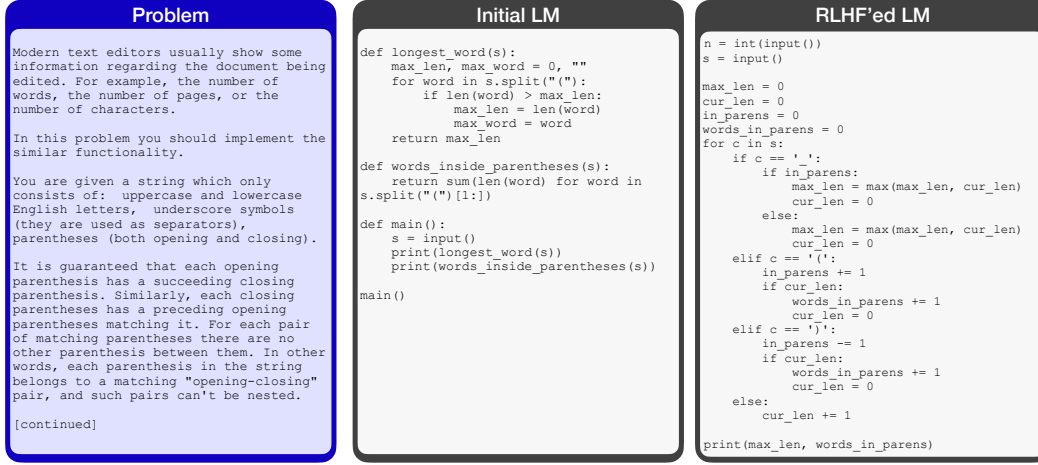 Problem
Modern text editors usually show some
information regarding the document being
edited. For example, the number of
words, the number of pages, or the
number of characters.
In this problem you should implement the
similar functionality.
You are given a string which only
consists of:  uppercase and lowercase
English letters,  underscore symbols
(they are used as separators),
parentheses (both opening and closing).
It is guaranteed that each opening
parenthesis has a succeeding closing
parenthesis. Similarly, each closing
parentheses has a preceding opening
parentheses matching it. For each pair
of matching parentheses there are no
other parenthesis between them. In other
words, each parenthesis in the string
belongs to a matching "opening-closing"
pair, and such pairs can't be nested.
[continued]
Initial LM
def longest_word(s):
    max_len, max_word = 0, ""
    for word in s.split("("):
        if len(word) > max_len:
            max_len = len(word)
            max_word = word
    return max_len
def words_inside_parentheses(s):
    return sum(len(word) for word in
s.split("(")[1:])
def main():
    s = input()
    print(longest_word(s))
    print(words_inside_parentheses(s))
main()
RLHF'ed LM
n = int(input())
s = input()
max_len = 0
cur_len = 0
in_parens = 0
words_in_parens = 0
for c in s:
    if c == '_':
        if in_parens:
            max_len = max(max_len, cur_len)
            cur_len = 0
        else:
            max_len = max(max_len, cur_len)
            cur_len = 0
    elif c == '(':
        in_parens += 1
        if cur_len:
            words_in_parens += 1
            cur_len = 0
    elif c == ')':
        in_parens -= 1
        if cur_len:
            words_in_parens += 1
            cur_len = 0
    else:
        cur_len += 1
print(max_len, words_in_parens)